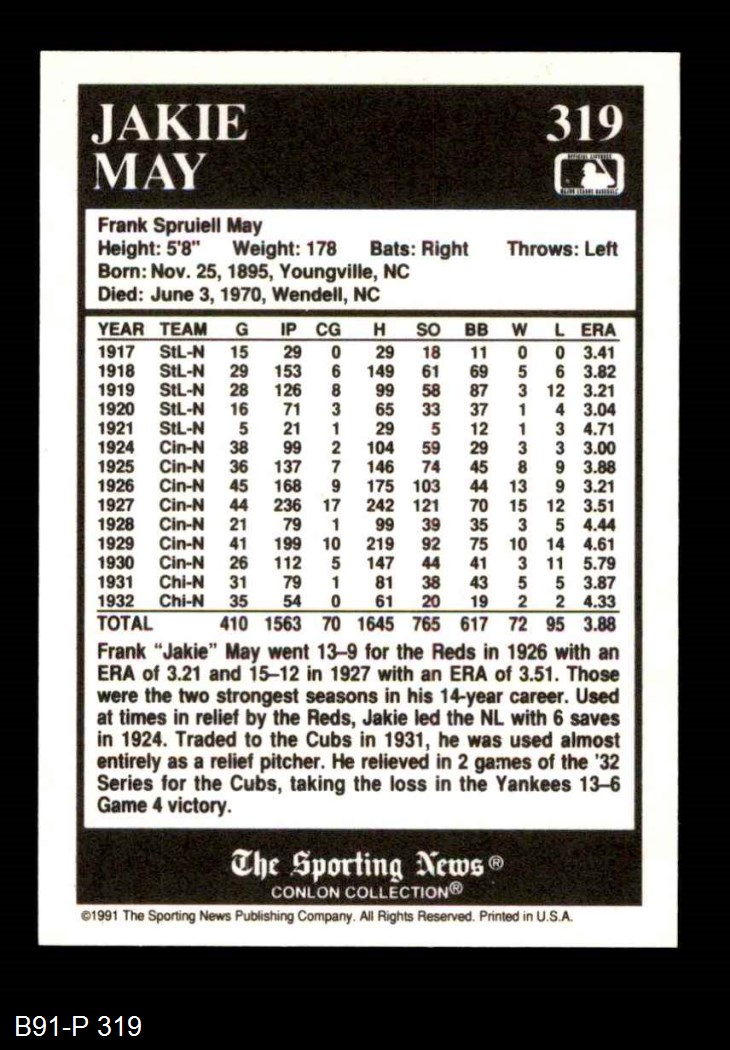 JAKIE
MAY
319
Frank Spruiell May
Height: 5'8" Weight: 178 Bats: Right Throws: Left
Born: Nov. 25, 1895, Youngville, NC
Died: June 3, 1970, Wendell, NC
YEAR TEAM G IP CG H SO BB W L ERA
1917 StL-N 15 29 0 29 18 11 0 0 3.41
1918 StL-N 29 153 6 149 61 69 5 6 3.82
1919 StL-N 28 126 8 99 58 87 3 12 3.21
1920 StL-N 16 71 3 65 33 37 1 4 3.04
1921 StL-N 5 21 1 29 5 12 1 3 4.71
1924 Cin-N 38 99 2 104 59 29 3 3 3.00
1925 Cin-N 36 137 7 146 74 45 8 9 3.88
1926 Cin-N 45 168 9 175 103 44 13 9 3.21
1927 Cin-N 44 236 17 242 121 70 15 12 3.51
1928 Cin-N 21 79 1 99 39 35 3 5 4.44
1929 Cin-N 41 199 10 219 92 75 10 14 4.61
1930 Cin-N 26 112 5 147 44 41 3 11 5.79
1931 Chi-N 31 79 1 81 38 43 5 5 3.87
1932 Chi-N 35 54 0 61 20 19 2 2 4.33
TOTAL 410 1563 70 1645 765 617 72 95 3.88
Frank “Jakie” May went 13–9 for the Reds in 1926 with an
ERA of 3.21 and 15–12 in 1927 with an ERA of 3.51. Those
were the two strongest seasons in his 14-year career. Used
at times in relief by the Reds, Jakie led the NL with 6 saves
in 1924. Traded to the Cubs in 1931, he was used almost
entirely as a relief pitcher. He relieved in 2 games of the '32
Series for the Cubs, taking the loss in the Yankees 13–6
Game 4 victory.
The Sporting News®
CONLON COLLECTION®
©1991 The Sporting News Publishing Company. All Rights Reserved. Printed in U.S.A.
B91-P 319